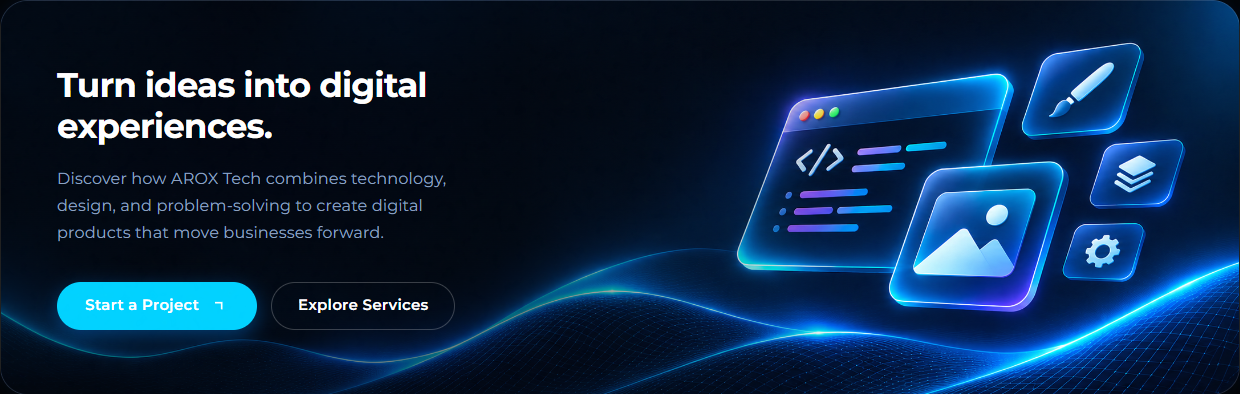 Turn ideas into digital
experiences.
Discover how AROX Tech combines technology,
design, and problem-solving to create digital
products that move businesses forward.
Start a Project
Explore Services